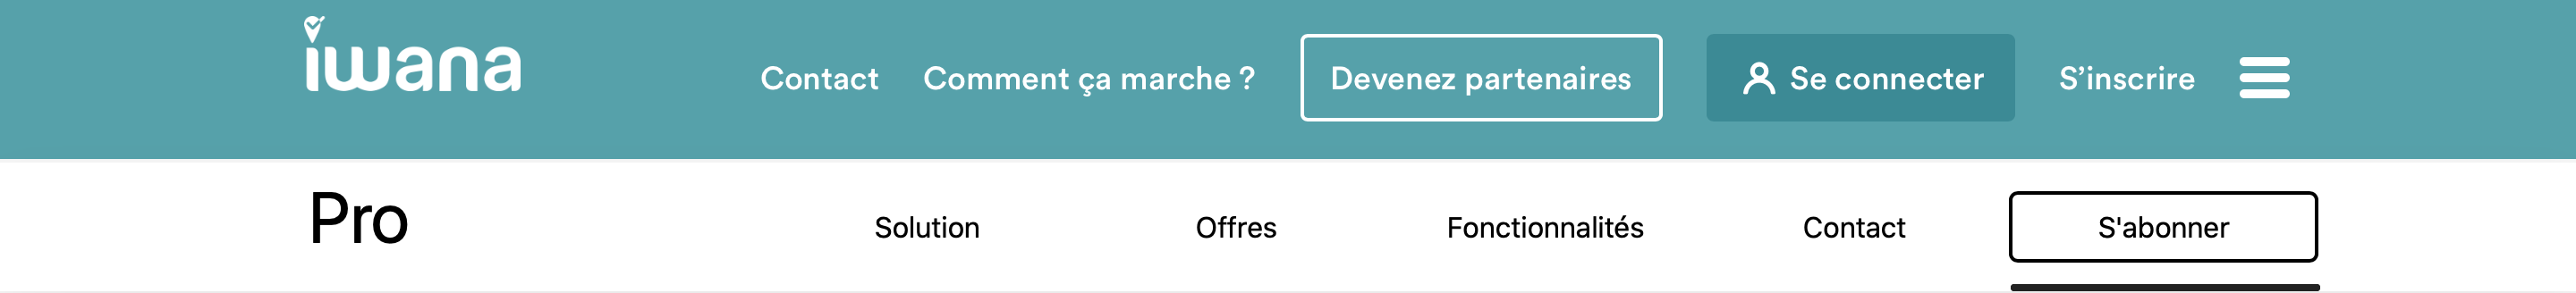 iwana
Contact Comment ça marche ? Devenez partenaires Se connecter S’inscrire
Pro
Solution Offres Fonctionnalités Contact S'abonner